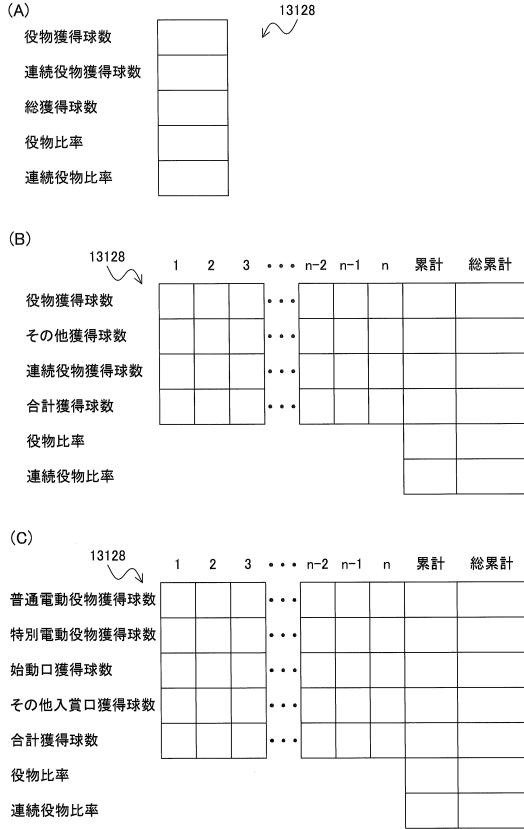 (A)
13128
役物獲得球数
連続役物獲得球数
総獲得球数
役物比率
連続役物比率
(B)
13128
1 2 3 ・・・ n-2 n-1 n 累計 総累計
役物獲得球数 ・・・
その他獲得球数 ・・・
連続役物獲得球数 ・・・
合計獲得球数 ・・・
役物比率
連続役物比率
(C)
13128
1 2 3 ・・・ n-2 n-1 n 累計 総累計
普通電動役物獲得球数 ・・・
特別電動役物獲得球数 ・・・
始動口獲得球数 ・・・
その他入賞口獲得球数 ・・・
合計獲得球数 ・・・
役物比率
連続役物比率